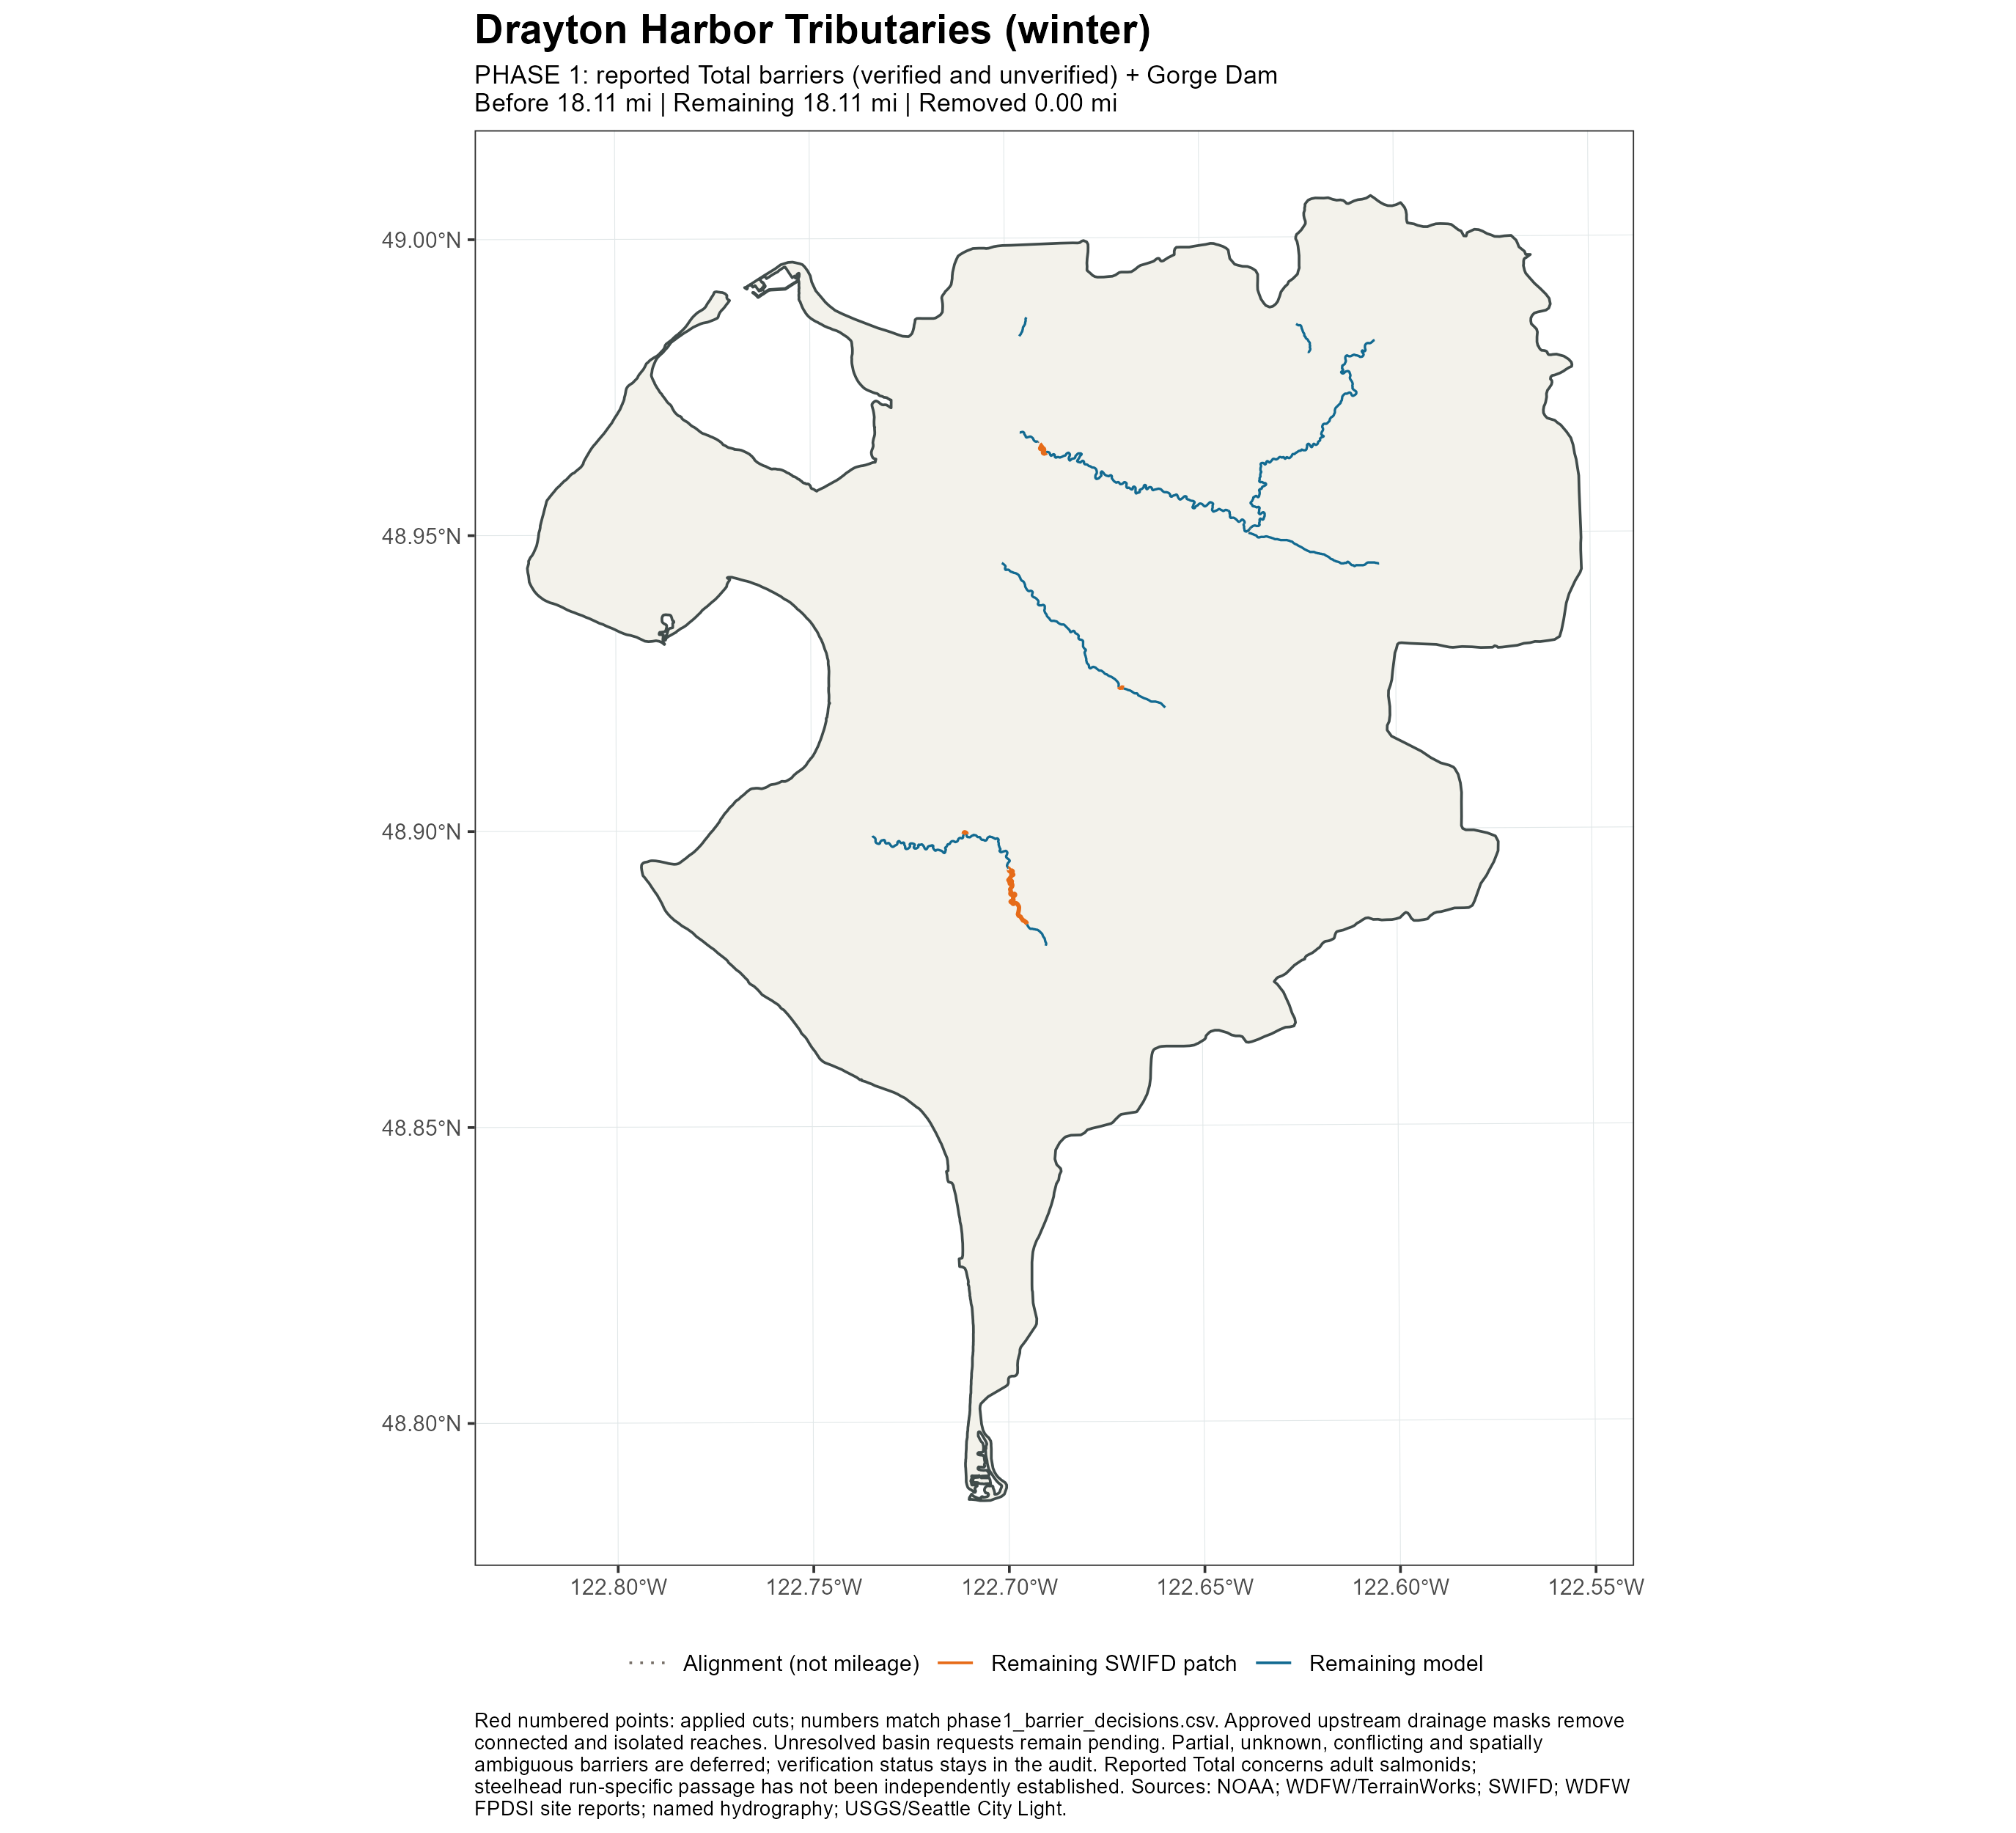 Drayton Harbor Tributaries (winter)
PHASE 1: reported Total barriers (verified and unverified) + Gorge Dam
Before 18.11 mi | Remaining 18.11 mi | Removed 0.00 mi
49.00°N
48.95°N
48.90°N
48.85°N
48.80°N
122.80°W
122.75°W
122.70°W
122.65°W
122.60°W
122.55°W
Alignment (not mileage)
Remaining SWIFD patch
Remaining model
Red numbered points: applied cuts; numbers match phase1_barrier_decisions.csv. Approved upstream drainage masks remove
connected and isolated reaches. Unresolved basin requests remain pending. Partial, unknown, conflicting and spatially
ambiguous barriers are deferred; verification status stays in the audit. Reported Total concerns adult salmonids;
steelhead run-specific passage has not been independently established. Sources: NOAA; WDFW/TerrainWorks; SWIFD; WDFW
FPDSI site reports; named hydrography; USGS/Seattle City Light.